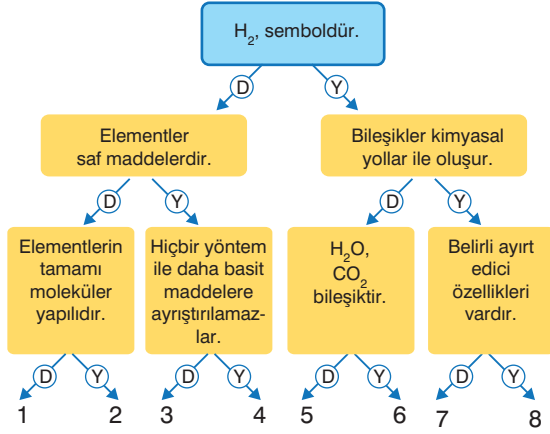 H₂, semboldür.
D
Y
Elementler
saf maddelerdir.
Bileşikler kimyasal
yollar ile oluşur.
D
Y
D
Y
Elementlerin
tamamı
moleküler
yapılıdır.
Hiçbir yöntem
ile daha basit
maddelere
ayrıştırılamaz-
lar.
H₂O,
CO₂
bileşiktir.
Belirli ayırt
edici
özellikleri
vardır.
D
Y
D
Y
D
Y
D
Y
1
2
3
4
5
6
7
8